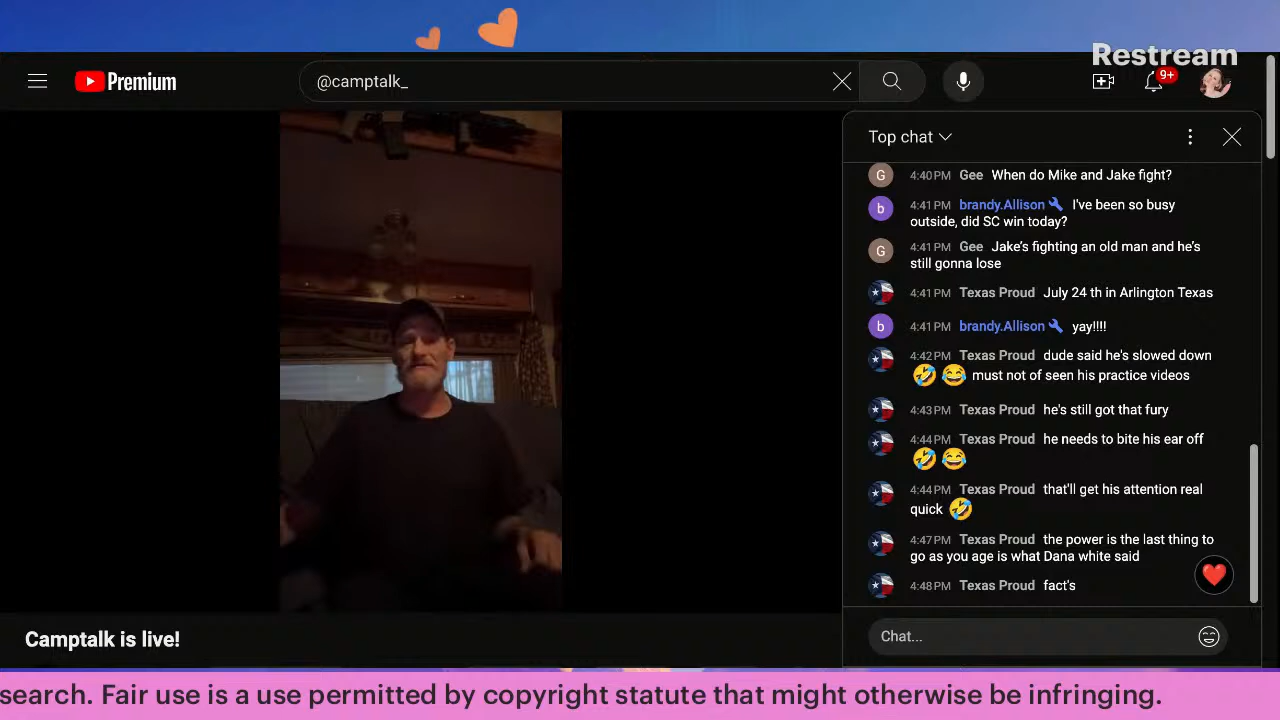 Restream
Premium
@camptalk_
9+
Top chat
G 4:40 PM Gee When do Mike and Jake fight?
b 4:41 PM brandy.Allison I've been so busy
outside, did SC win today?
G 4:41 PM Gee Jake's fighting an old man and he's
still gonna lose
4:41 PM Texas Proud July 24 th in Arlington Texas
b 4:41 PM brandy.Allison yay!!!!
4:42 PM Texas Proud dude said he's slowed down
🤣 😂 must not of seen his practice videos
4:43 PM Texas Proud he's still got that fury
4:44 PM Texas Proud he needs to bite his ear off
🤣 😂
4:44 PM Texas Proud that'll get his attention real
quick 🤣
4:47 PM Texas Proud the power is the last thing to
go as you age is what Dana white said
4:48 PM Texas Proud fact's
Chat...
Camptalk is live!
search. Fair use is a use permitted by copyright statute that might otherwise be infringing.